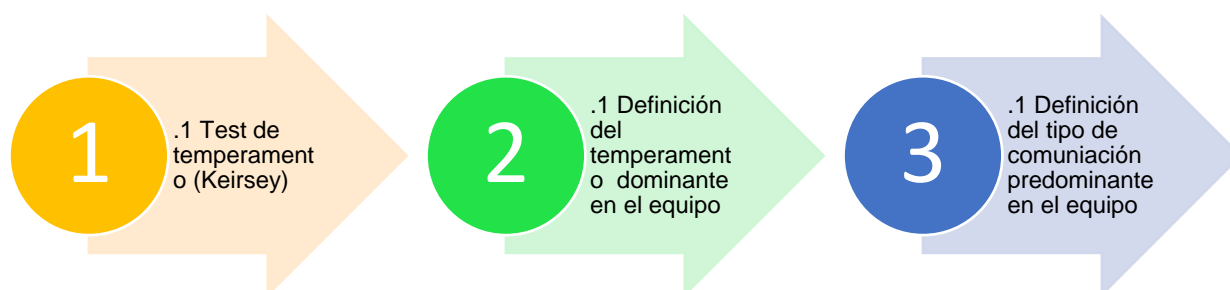 1
.1 Test de
temperament
o (Keirsey)
2
.1 Definición
del
temperament
o dominante
en el equipo
3
.1 Definición
del tipo de
comuniación
predominante
en el equipo